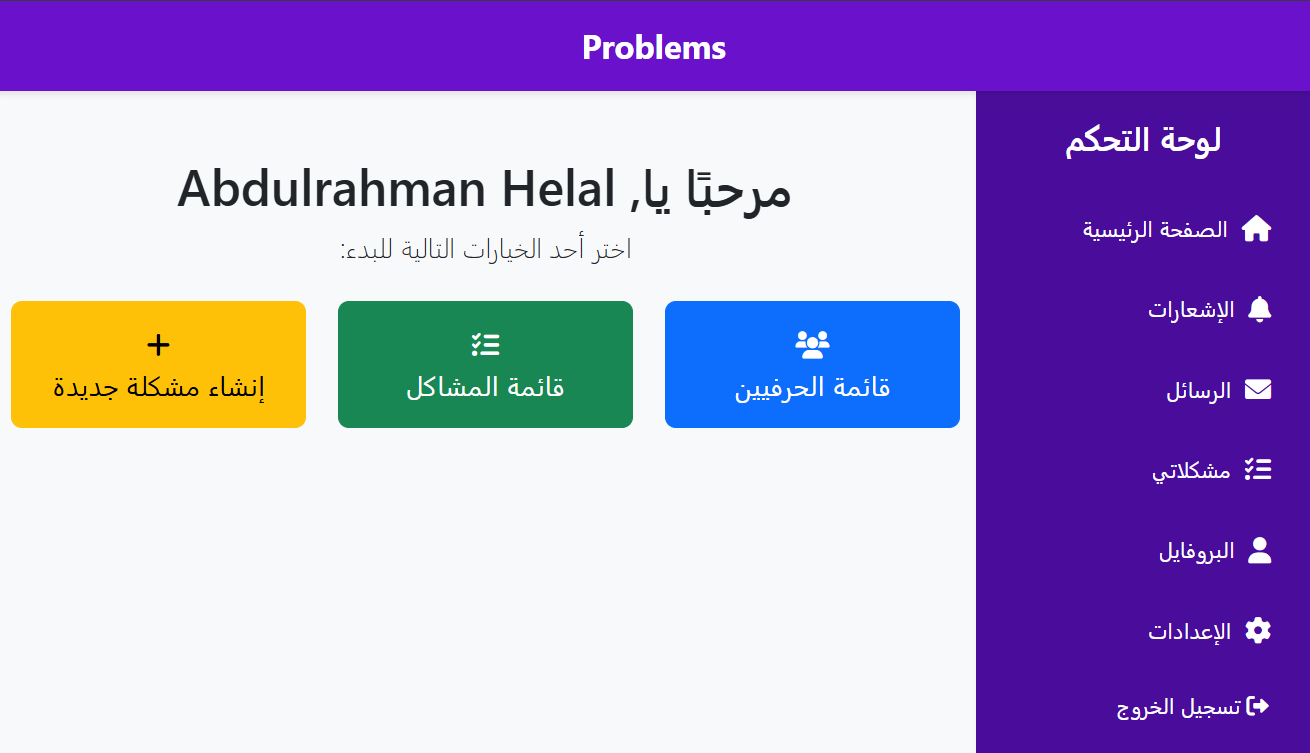 Problems
لوحة التحكم
الصفحة الرئيسية
الإشعارات
الرسائل
مشكلاتي
البروفايل
الإعدادات
تسجيل الخروج
مرحبًا يا, Abdulrahman Helal
اختر أحد الخيارات التالية للبدء:
قائمة الحرفيين
قائمة المشاكل
إنشاء مشكلة جديدة